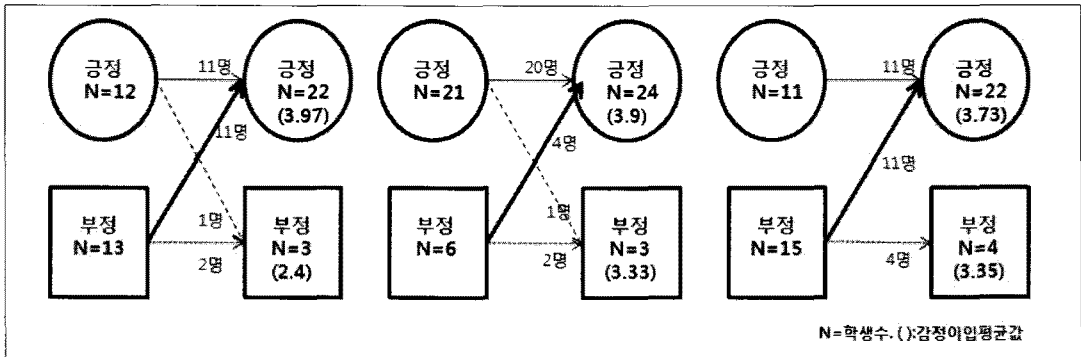 긍정
N=12
11명
긍정
N=22
(3.97)
11명
부정
N=13
1명
2명
부정
N=3
(2.4)
긍정
N=21
20명
긍정
N=24
(3.9)
4명
부정
N=6
1명
2명
부정
N=3
(3.33)
긍정
N=11
11명
긍정
N=22
(3.73)
11명
부정
N=15
4명
부정
N=4
(3.35)
N=학생수. ( ):감정이입평균값